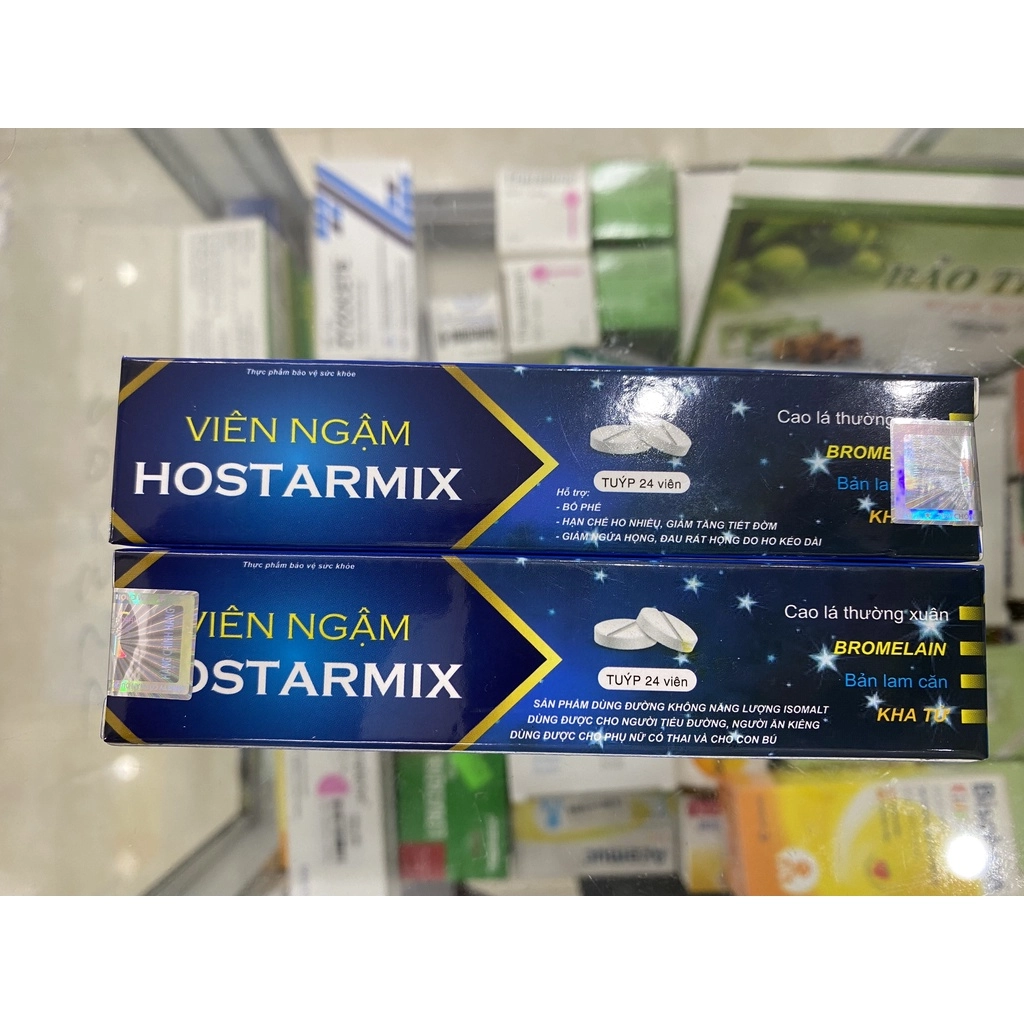 BẢO
Thực phẩm bảo vệ sức khỏe
VIÊN NGẬM
HOSTARMIX
TUÝP 24 viên
Hỗ trợ:
- BỔ PHẾ
- HẠN CHẾ HO NHIỀU, GIẢM TĂNG TIẾT ĐỜM
- GIẢM NGỨA HỌNG, ĐAU RÁT HỌNG DO HO KÉO DÀI
Cao lá thường
BROME
Bản la
KH
Thực phẩm bảo vệ sức khỏe
VIÊN NGẬM
OSTARMIX
TUÝP 24 viên
SẢN PHẨM DÙNG ĐƯỜNG KHÔNG NĂNG LƯỢNG ISOMALT
DÙNG ĐƯỢC CHO NGƯỜI TIỂU ĐƯỜNG, NGƯỜI ĂN KIÊNG
DÙNG ĐƯỢC CHO PHỤ NỮ CÓ THAI VÀ CHO CON BÚ
Cao lá thường xuân
BROMELAIN
Bản lam căn
KHA TỬ